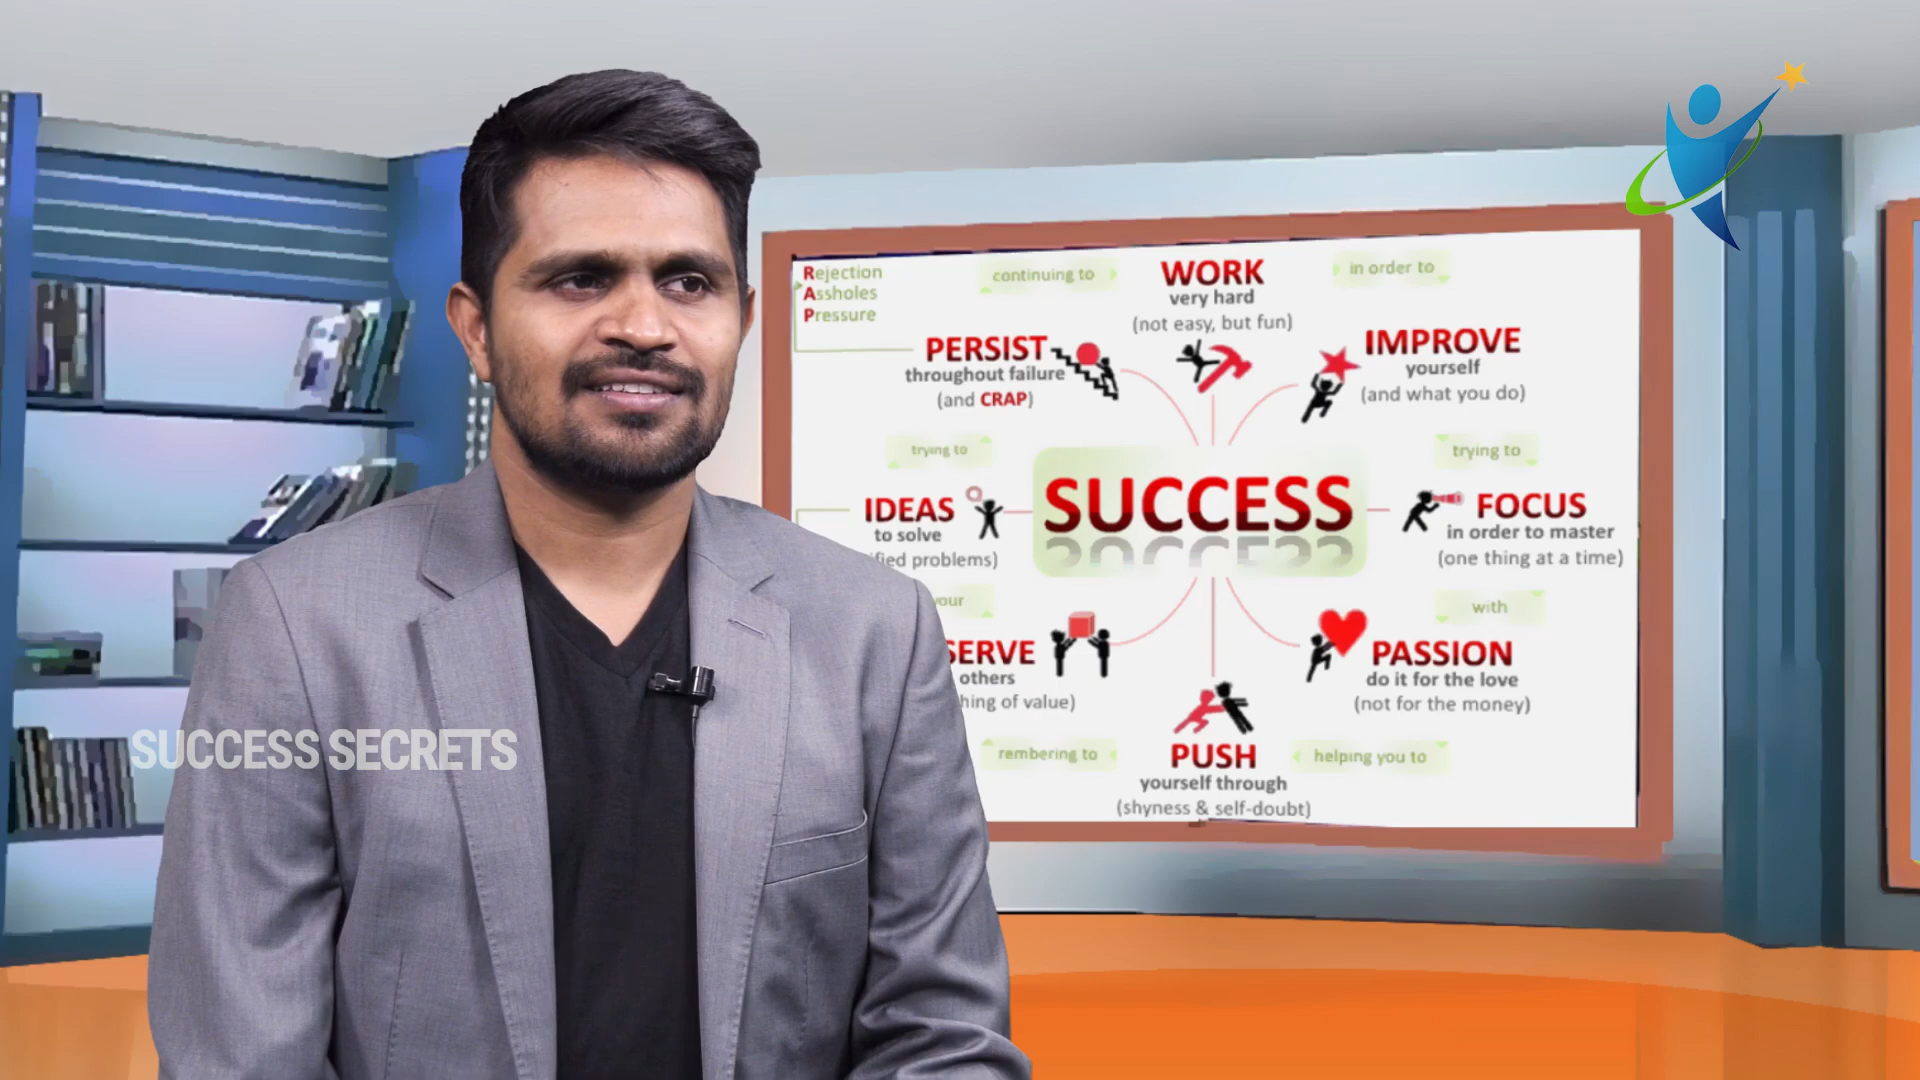 Rejection
Assholes
Pressure
continuing to
WORK
very hard
(not easy, but fun)
in order to
PERSIST
throughout failure
(and CRAP)
IMPROVE
yourself
(and what you do)
trying to
trying to
IDEAS
to solve
problems)
SUCCESS
FOCUS
in order to master
(one thing at a time)
with
SERVE
others
of value)
PASSION
do it for the love
(not for the money)
rembering to
PUSH
yourself through
(shyness & self-doubt)
helping you to
SUCCESS SECRETS